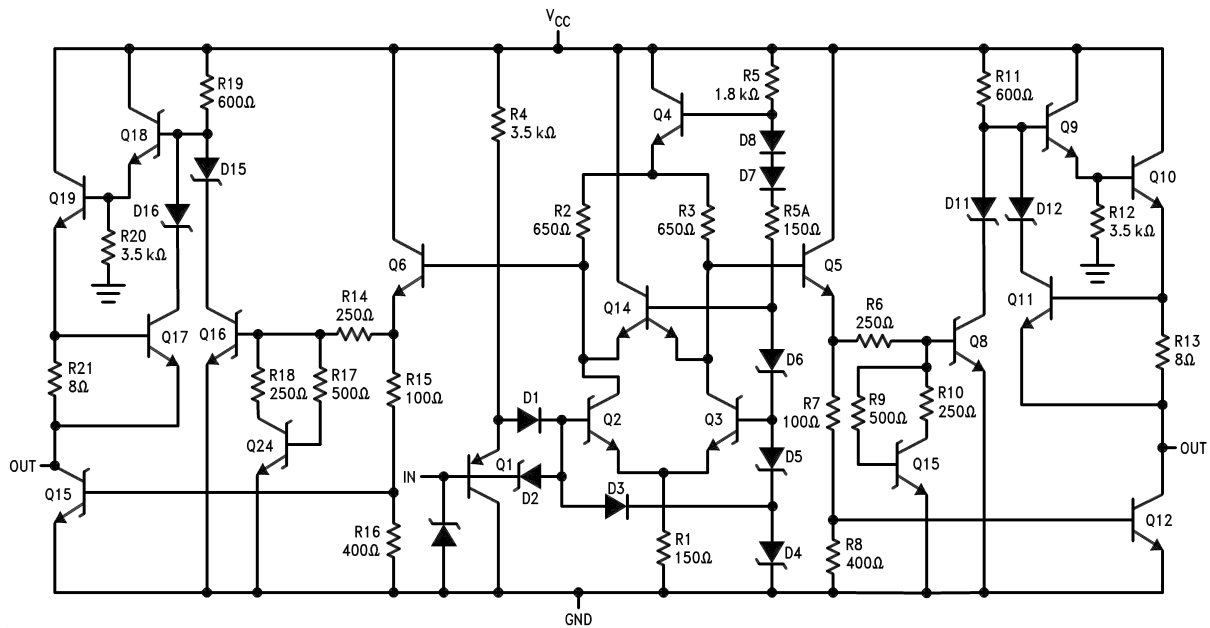 VCC
R19
600Ω
Q18
D15
Q19
D16
R20
3.5 kΩ
R4
3.5 kΩ
Q4
R5
1.8 kΩ
D8
D7
R11
600Ω
Q9
Q10
D11
D12
R12
3.5 kΩ
R2
650Ω
R3
650Ω
R5A
150Ω
Q6
Q5
R14
250Ω
Q14
R6
250Ω
Q11
Q17
Q16
Q8
R13
8Ω
R21
8Ω
R18
250Ω
R17
500Ω
R15
100Ω
D6
R7
100Ω
R9
500Ω
R10
250Ω
D1
Q2
Q3
Q24
OUT
Q15
IN
Q1
D2
D5
Q15
OUT
D3
Q12
R16
400Ω
R1
150Ω
D4
R8
400Ω
GND